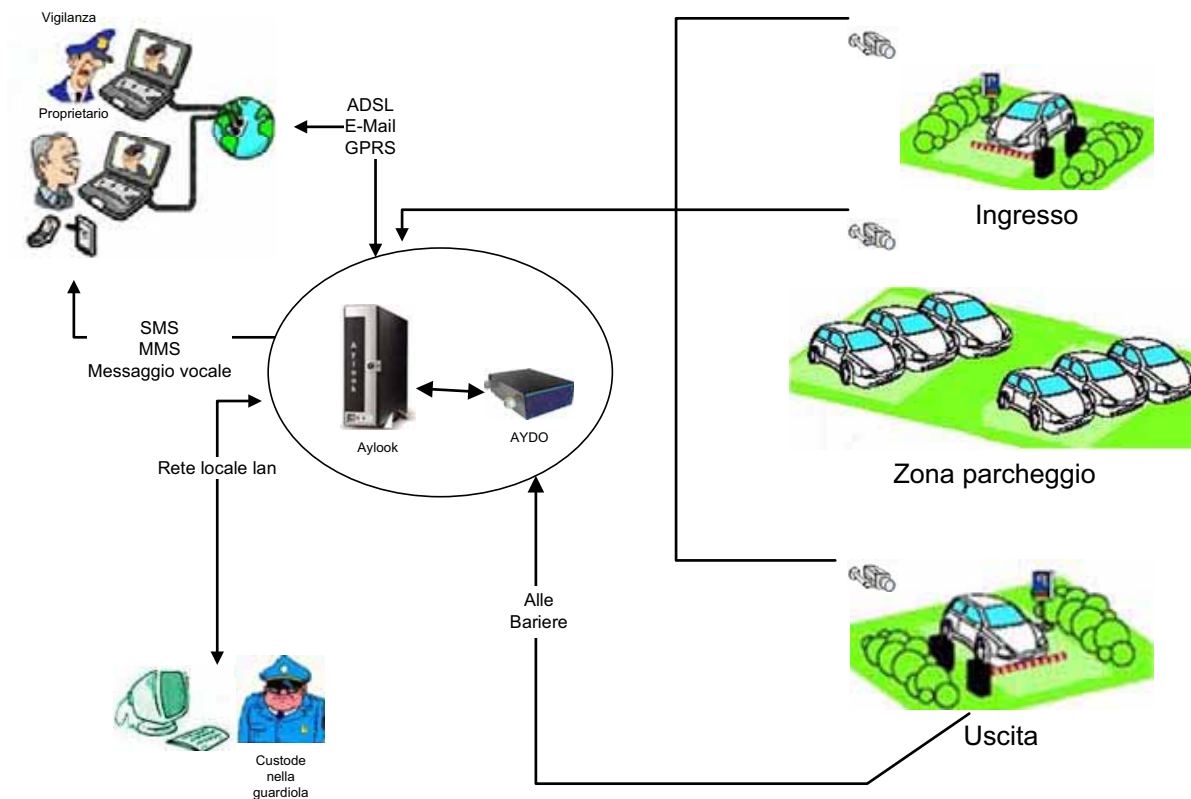 Vigilanza
Proprietario
ADSL
E-Mail
GPRS
Ingresso
SMS
MMS
Messaggio vocale
Aylook
Aylook
AYDO
Rete locale lan
Zona parcheggio
Alle
Bariere
Uscita
Custode
nella
guardiola